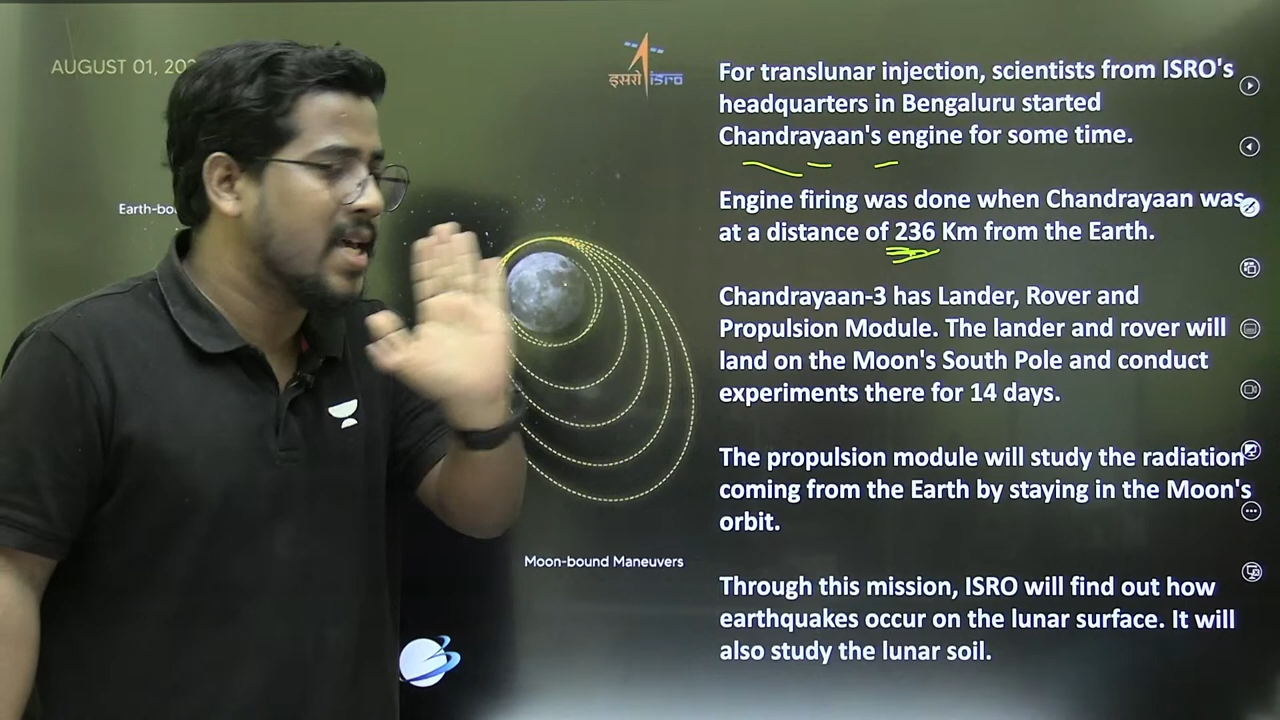 AUGUST 01,
इसरो isro
For translunar injection, scientists from ISRO's
headquarters in Bengaluru started
Chandrayaan's engine for some time.
Engine firing was done when Chandrayaan was
at a distance of 236 Km from the Earth.
Chandrayaan-3 has Lander, Rover and
Propulsion Module. The lander and rover will
land on the Moon's South Pole and conduct
experiments there for 14 days.
The propulsion module will study the radiation
coming from the Earth by staying in the Moon's
orbit.
Through this mission, ISRO will find out how
earthquakes occur on the lunar surface. It will
also study the lunar soil.
Moon-bound Maneuvers